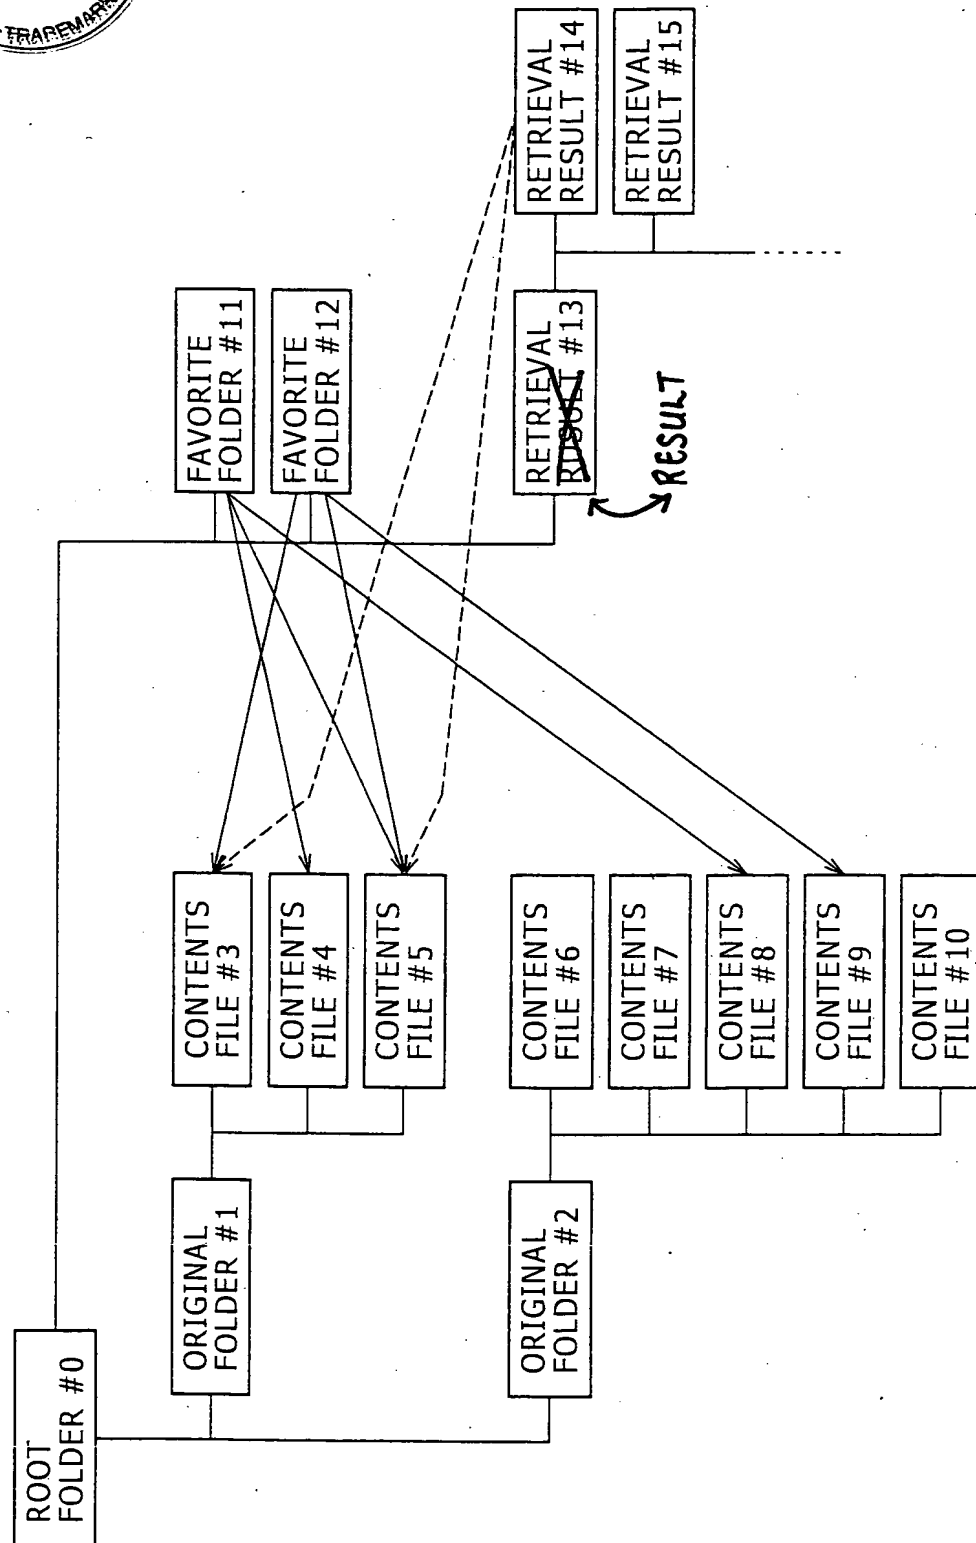 TRADEMARK
ROOT
FOLDER #0
ORIGINAL
FOLDER #1
CONTENTS
FILE #3
CONTENTS
FILE #4
CONTENTS
FILE #5
ORIGINAL
FOLDER #2
CONTENTS
FILE #6
CONTENTS
FILE #7
CONTENTS
FILE #8
CONTENTS
FILE #9
CONTENTS
FILE #10
FAVORITE
FOLDER #11
FAVORITE
FOLDER #12
RETRIEVAL
RUSULT #13
RESULT
RETRIEVAL
RESULT #14
RETRIEVAL
RESULT #15